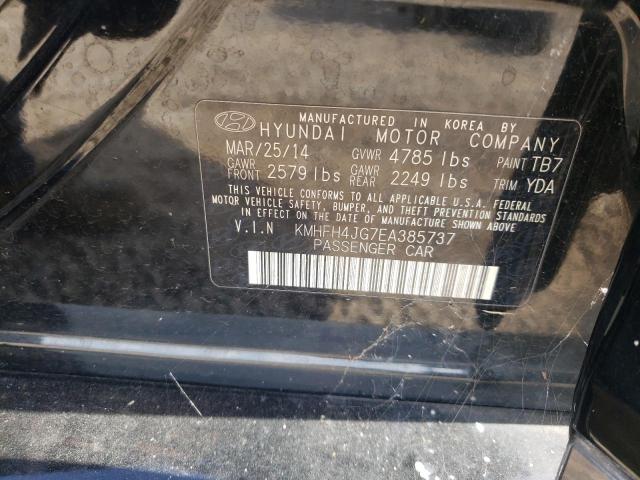 MANUFACTURED IN KOREA BY
HYUNDAI MOTOR COMPANY
MAR/25/14 GVWR 4785 lbs PAINT TB7
GAWR FRONT 2579 lbs GAWR REAR 2249 lbs TRIM YDA
THIS VEHICLE CONFORMS TO ALL APPLICABLE U.S.A. FEDERAL
MOTOR VEHICLE SAFETY, BUMPER, AND THEFT PREVENTION STANDARDS
IN EFFECT ON THE DATE OF MANUFACTURE SHOWN ABOVE
V.I.N KMHFH4JG7EA385737
PASSENGER CAR